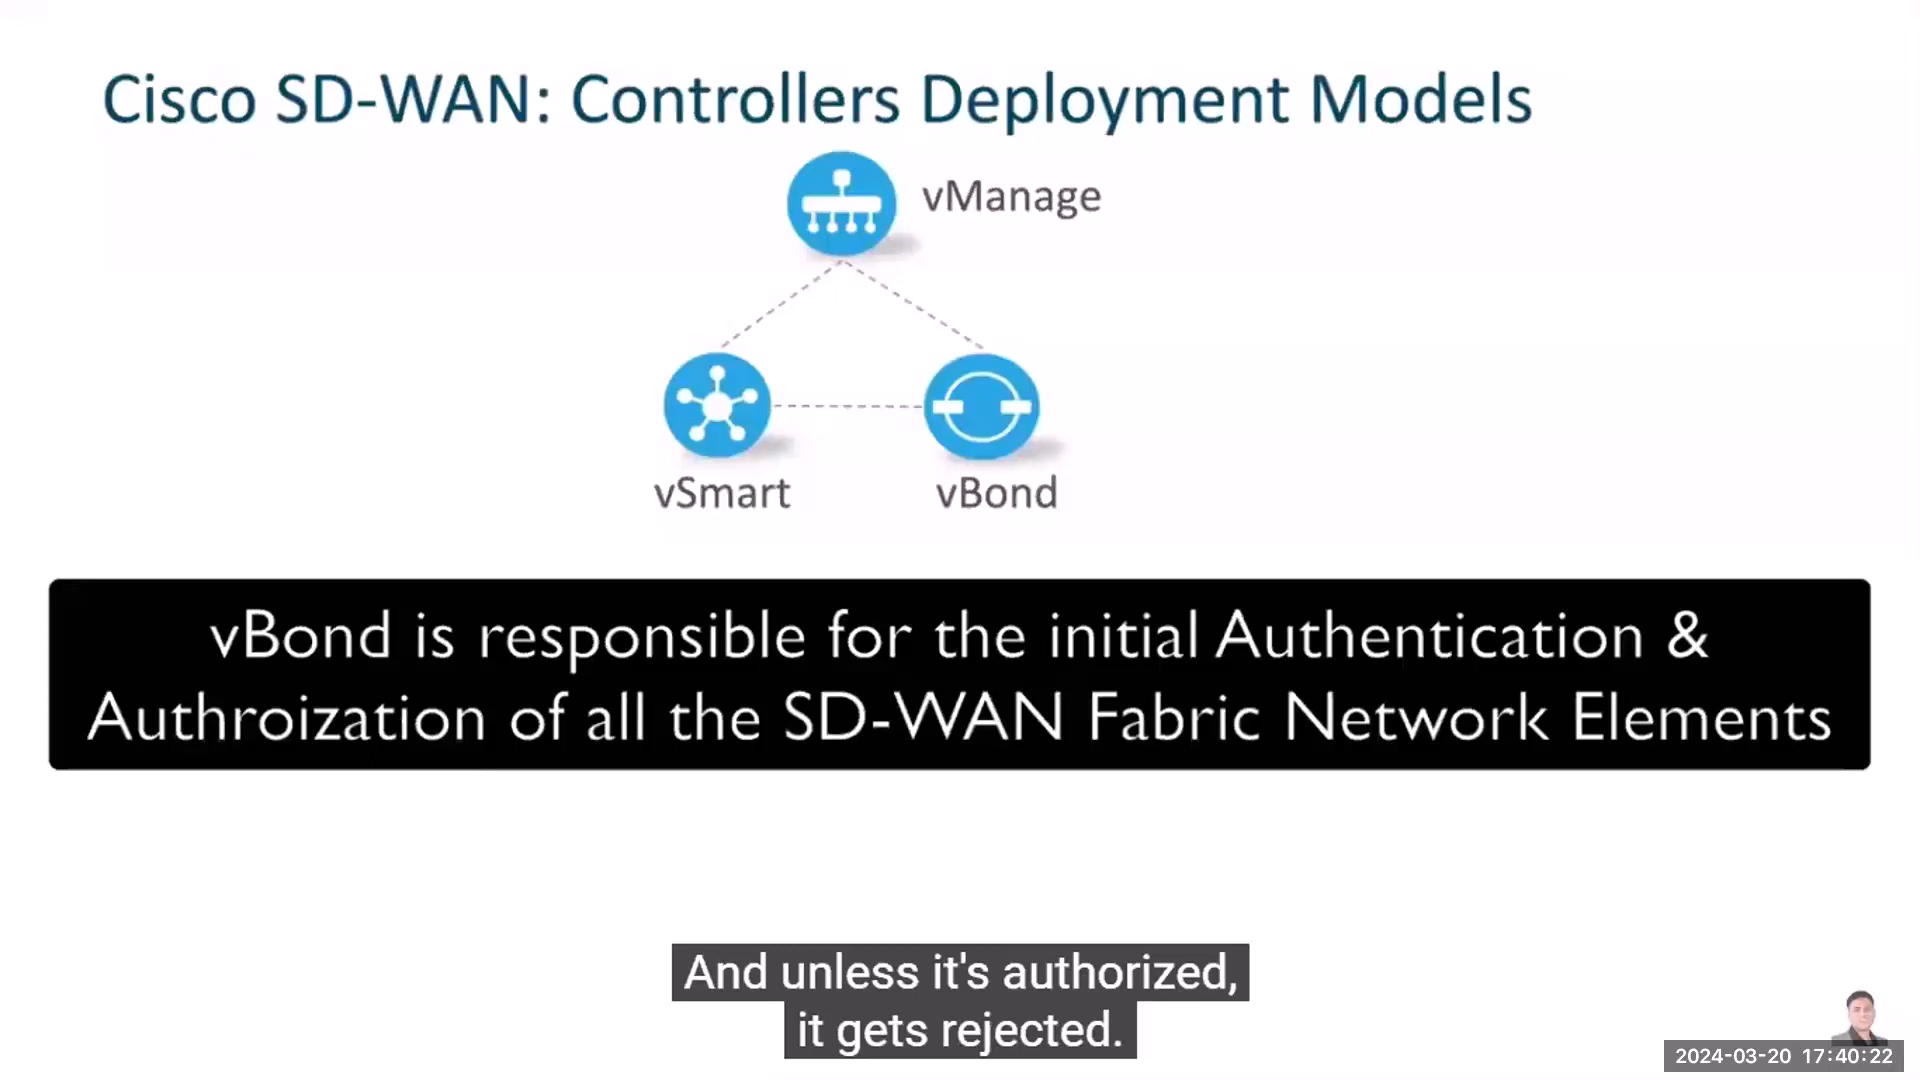 Cisco SD-WAN: Controllers Deployment Models
vManage
vSmart
vBond
vBond is responsible for the initial Authentication &
Authroization of all the SD-WAN Fabric Network Elements
And unless it's authorized,
it gets rejected.
2024-03-20 17:40:22